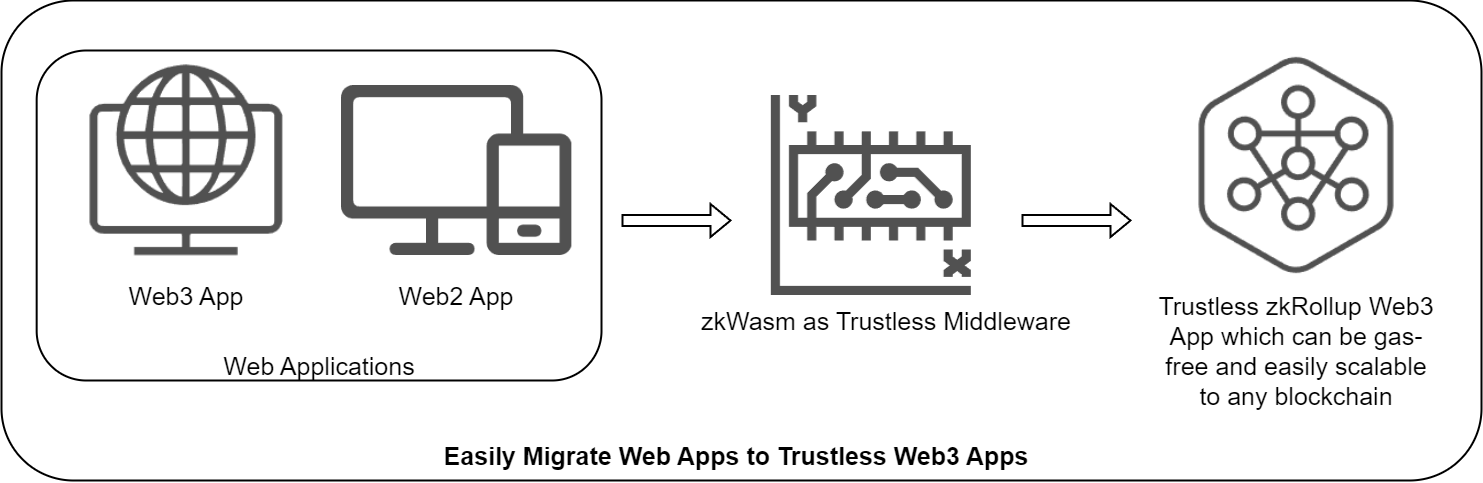 Y
X
Web3 App
Web2 App
Web Applications
zkWasm as Trustless Middleware
Trustless zkRollup Web3
App which can be gas-
free and easily scalable
to any blockchain
Easily Migrate Web Apps to Trustless Web3 Apps